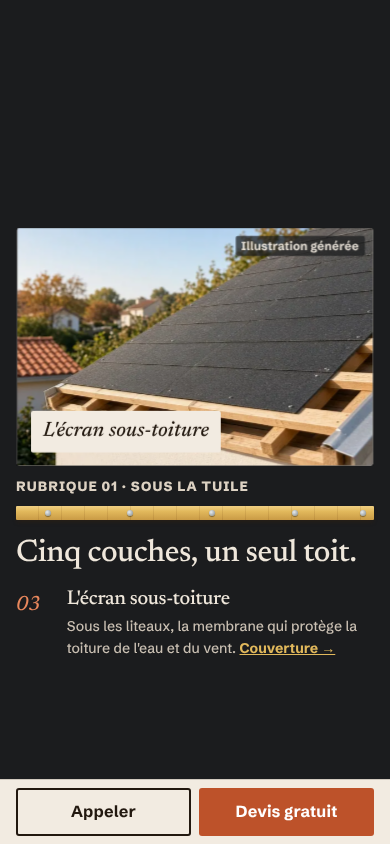 Illustration générée
L'écran sous-toiture
RUBRIQUE 01 · SOUS LA TUILE
Cinq couches, un seul toit.
03
L'écran sous-toiture
Sous les liteaux, la membrane qui protège la
toiture de l'eau et du vent. Couverture →
Appeler
Devis gratuit